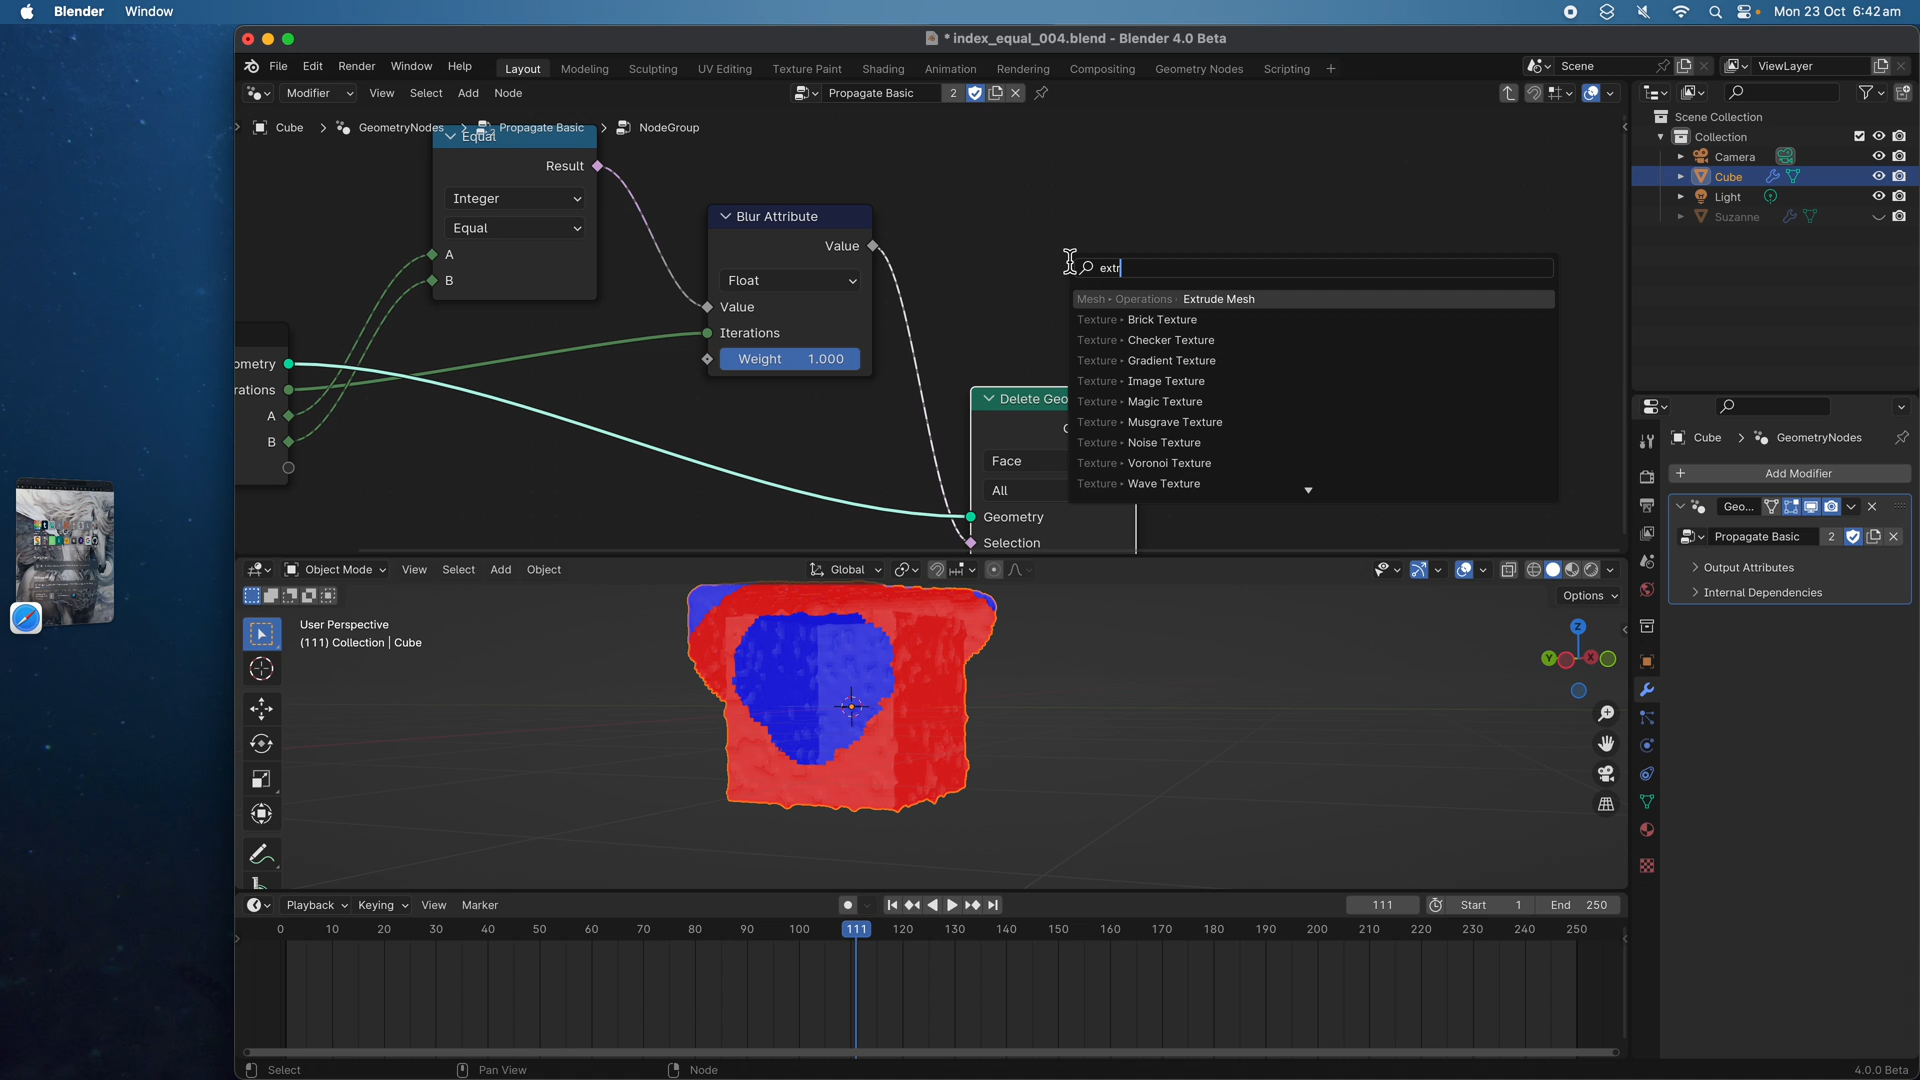 Blender Window
Mon 23 Oct 6:42 am
* index_equal_004.blend - Blender 4.0 Beta
File Edit Render Window Help
Layout Modeling Sculpting UV Editing Texture Paint Shading Animation Rendering Compositing Geometry Nodes Scripting +
Scene
ViewLayer
Modifier View Select Add Node
Propagate Basic 2
Cube > GeometryNodes > Propagate Basic > NodeGroup
Equal
Result
Integer
Equal
A
B
Blur Attribute
Value
Float
Value
Iterations
Weight 1.000
ometry
rations
A
B
Delete Geo
Face
All
Geometry
Selection
extr
Mesh ▸ Operations ▸ Extrude Mesh
Texture ▸ Brick Texture
Texture ▸ Checker Texture
Texture ▸ Gradient Texture
Texture ▸ Image Texture
Texture ▸ Magic Texture
Texture ▸ Musgrave Texture
Texture ▸ Noise Texture
Texture ▸ Voronoi Texture
Texture ▸ Wave Texture
Scene Collection
Collection
Camera
Cube
Light
Suzanne
Cube > GeometryNodes
+ Add Modifier
Geo...
Propagate Basic 2
> Output Attributes
> Internal Dependencies
Object Mode View Select Add Object
Global
Options
User Perspective
(111) Collection | Cube
Z
Y
X
Playback Keying View Marker
111
Start 1
End 250
0 10 20 30 40 50 60 70 80 90 100 111 120 130 140 150 160 170 180 190 200 210 220 230 240 250
Select
Pan View
Node
4.0.0 Beta